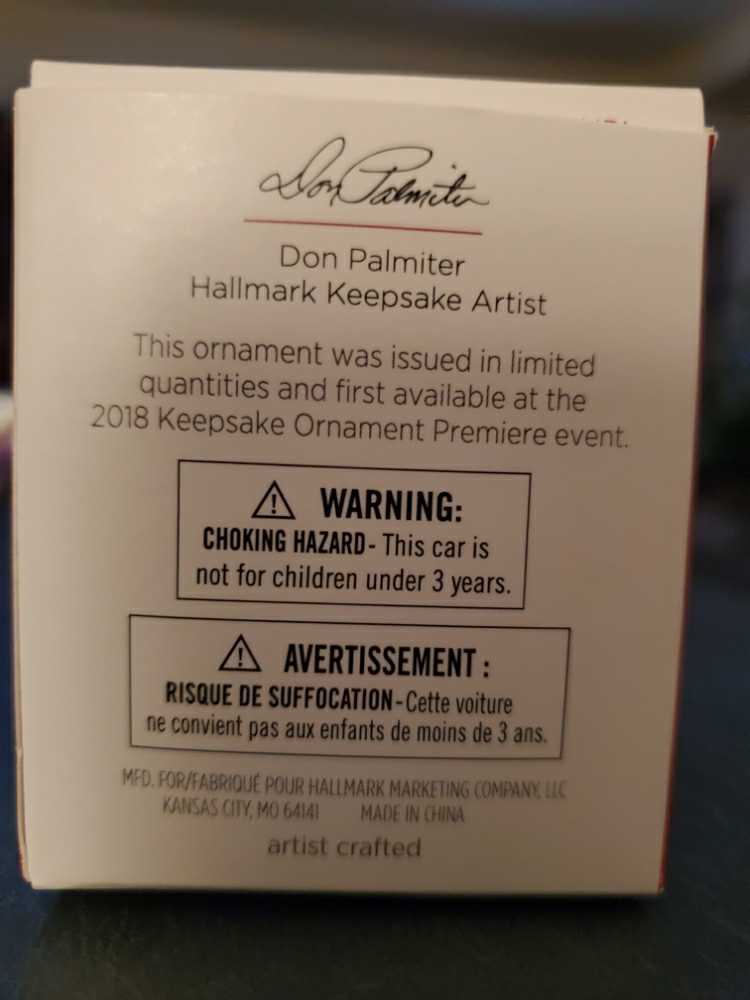 Don Palmiter
Don Palmiter
Hallmark Keepsake Artist
This ornament was issued in limited
quantities and first available at the
2018 Keepsake Ornament Premiere event.
WARNING:
CHOKING HAZARD- This car is
not for children under 3 years.
AVERTISSEMENT :
RISQUE DE SUFFOCATION-Cette voiture
ne convient pas aux enfants de moins de 3 ans.
MFD. FOR/FABRIQUÉ POUR HALLMARK MARKETING COMPANY, LLC
KANSAS CITY, MO 64141 MADE IN CHINA
artist crafted